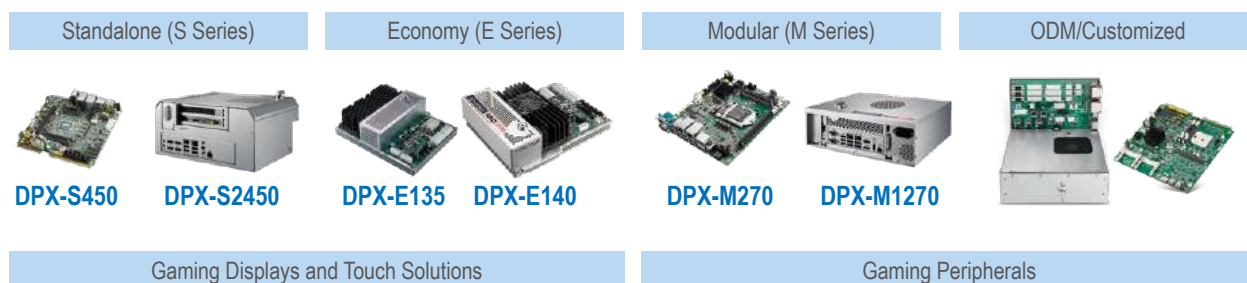 Standalone (S Series)
Economy (E Series)
Modular (M Series)
ODM/Customized
DPX-S450
DPX-S2450
DPX-E135
DPX-E140
DPX-M270
DPX-M1270
Gaming Displays and Touch Solutions
Gaming Peripherals